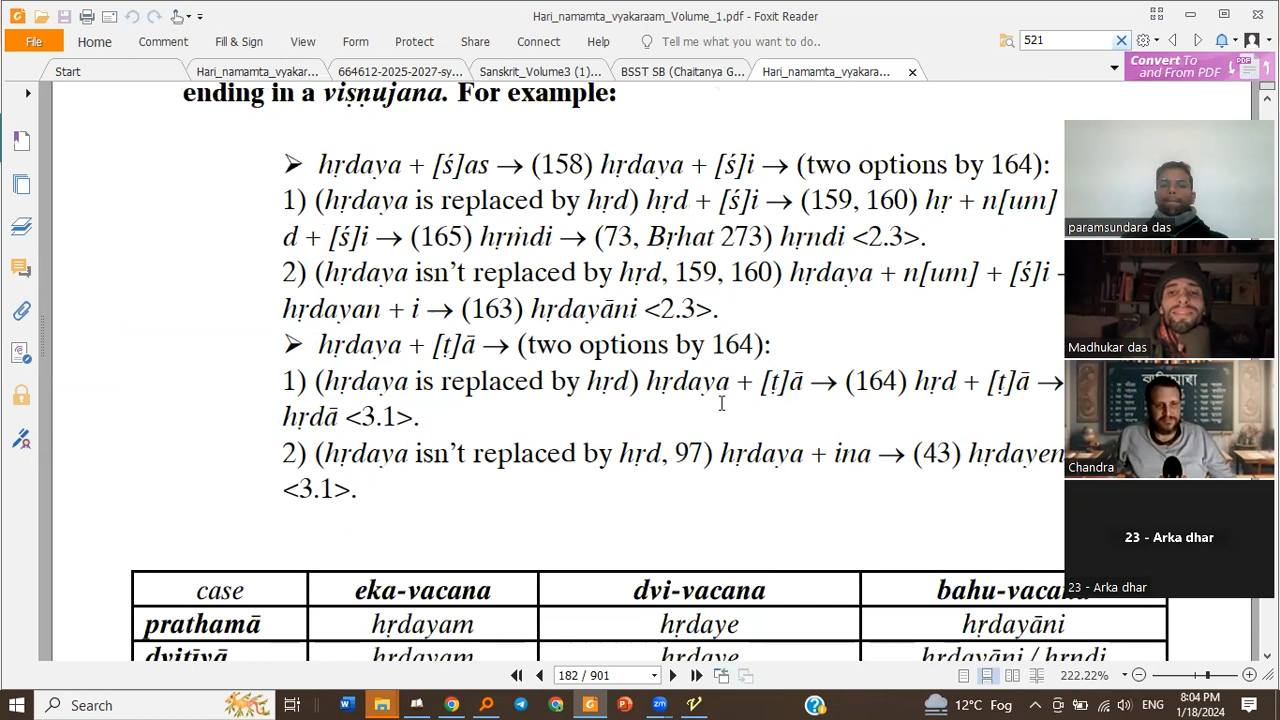 Hari_namamta_vyakaraam_Volume_1.pdf - Foxit Reader
File Home Comment Fill & Sign View Form Protect Share Connect Help Tell me what you want to do.. 521
Start Hari_namamta_vyakar... 664612-2025-2027-sy... Sanskrit_Volume3 (1)... BSST SB (Chaitanya G... Hari_namamta_vyakara... Convert To
and From PDF
ending in a viṣṇujana. For example:
➢ hṛdaya + [ś]as → (158) hṛdaya + [ś]i → (two options by 164):
1) (hṛdaya is replaced by hṛd) hṛd + [ś]i → (159, 160) hṛ + n[um]
d + [ś]i → (165) hṛṁdi → (73, Bṛhat 273) hṛndi <2.3>.
2) (hṛdaya isn't replaced by hṛd, 159, 160) hṛdaya + n[um] + [ś]i
hṛdayan + i → (163) hṛdayāni <2.3>.
➢ hṛdaya + [ṭ]ā → (two options by 164):
1) (hṛdaya is replaced by hṛd) hṛdaya + [ṭ]ā → (164) hṛd + [ṭ]ā →
hṛdā <3.1>.
2) (hṛdaya isn't replaced by hṛd, 97) hṛdaya + ina → (43) hṛdayen
<3.1>.
case eka-vacana dvi-vacana bahu-vacana
prathamā hṛdayam hṛdaye hṛdayāni
dvitīyā hṛdayam hṛdaye hṛdayāni / hṛndi
paramsundara das
Madhukar das
Chandra
23 - Arka dhar
23 - Arka dhar
182 / 901 222.22%
Search 12°C Fog ENG 8:04 PM
1/18/2024